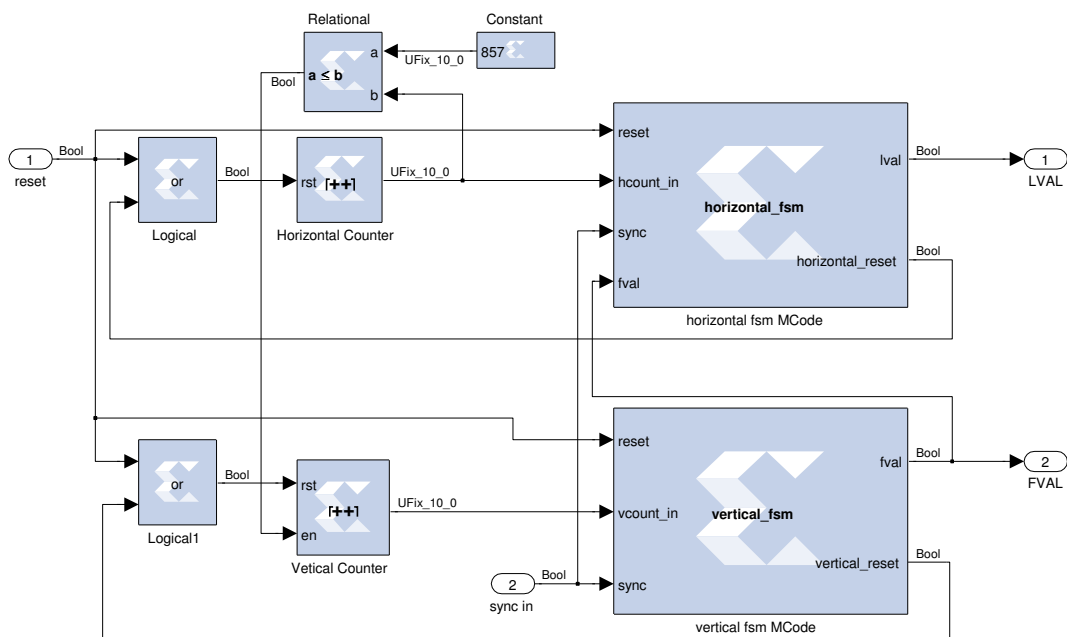 Relational
Constant
a
857
a ≤ b
UFix_10_0
Bool
b
1
Bool
reset
or
Logical
Bool
rst
[++]
Horizontal Counter
UFix_10_0
reset
hcount_in
sync
fval
horizontal_fsm
lval
horizontal_reset
horizontal fsm MCode
Bool
1
LVAL
Bool
or
Logical1
Bool
rst
en
[++]
Vetical Counter
UFix_10_0
2
Bool
sync in
reset
vcount_in
sync
vertical_fsm
fval
vertical_reset
vertical fsm MCode
Bool
2
FVAL
Bool